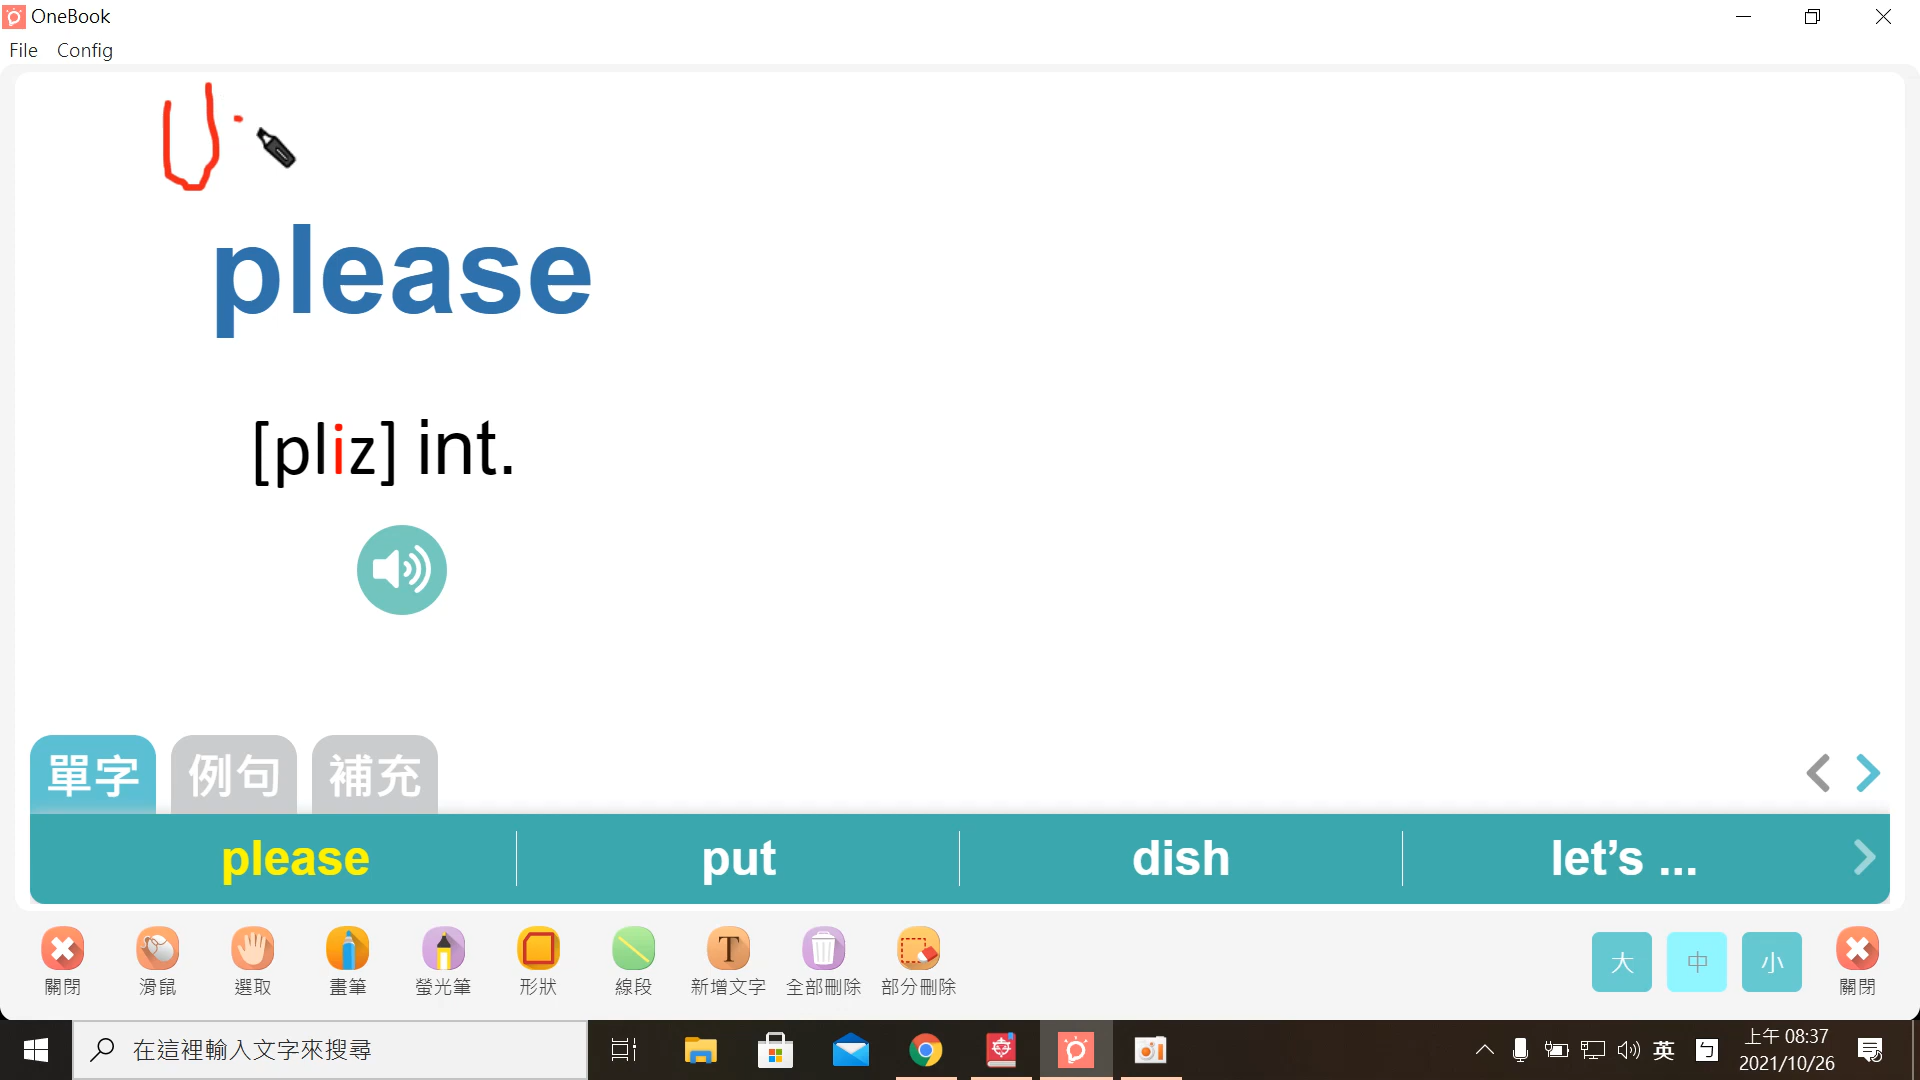 OneBook
File Config
U
please
[pliz] int.
單字 例句 補充
please put dish let’s ...
關閉 滑鼠 選取 畫筆 螢光筆 形狀 線段 T 新增文字 全部刪除 部分刪除 大 中 小 關閉
在這裡輸入文字來搜尋
英 ㄅ 上午 08:37
2021/10/26